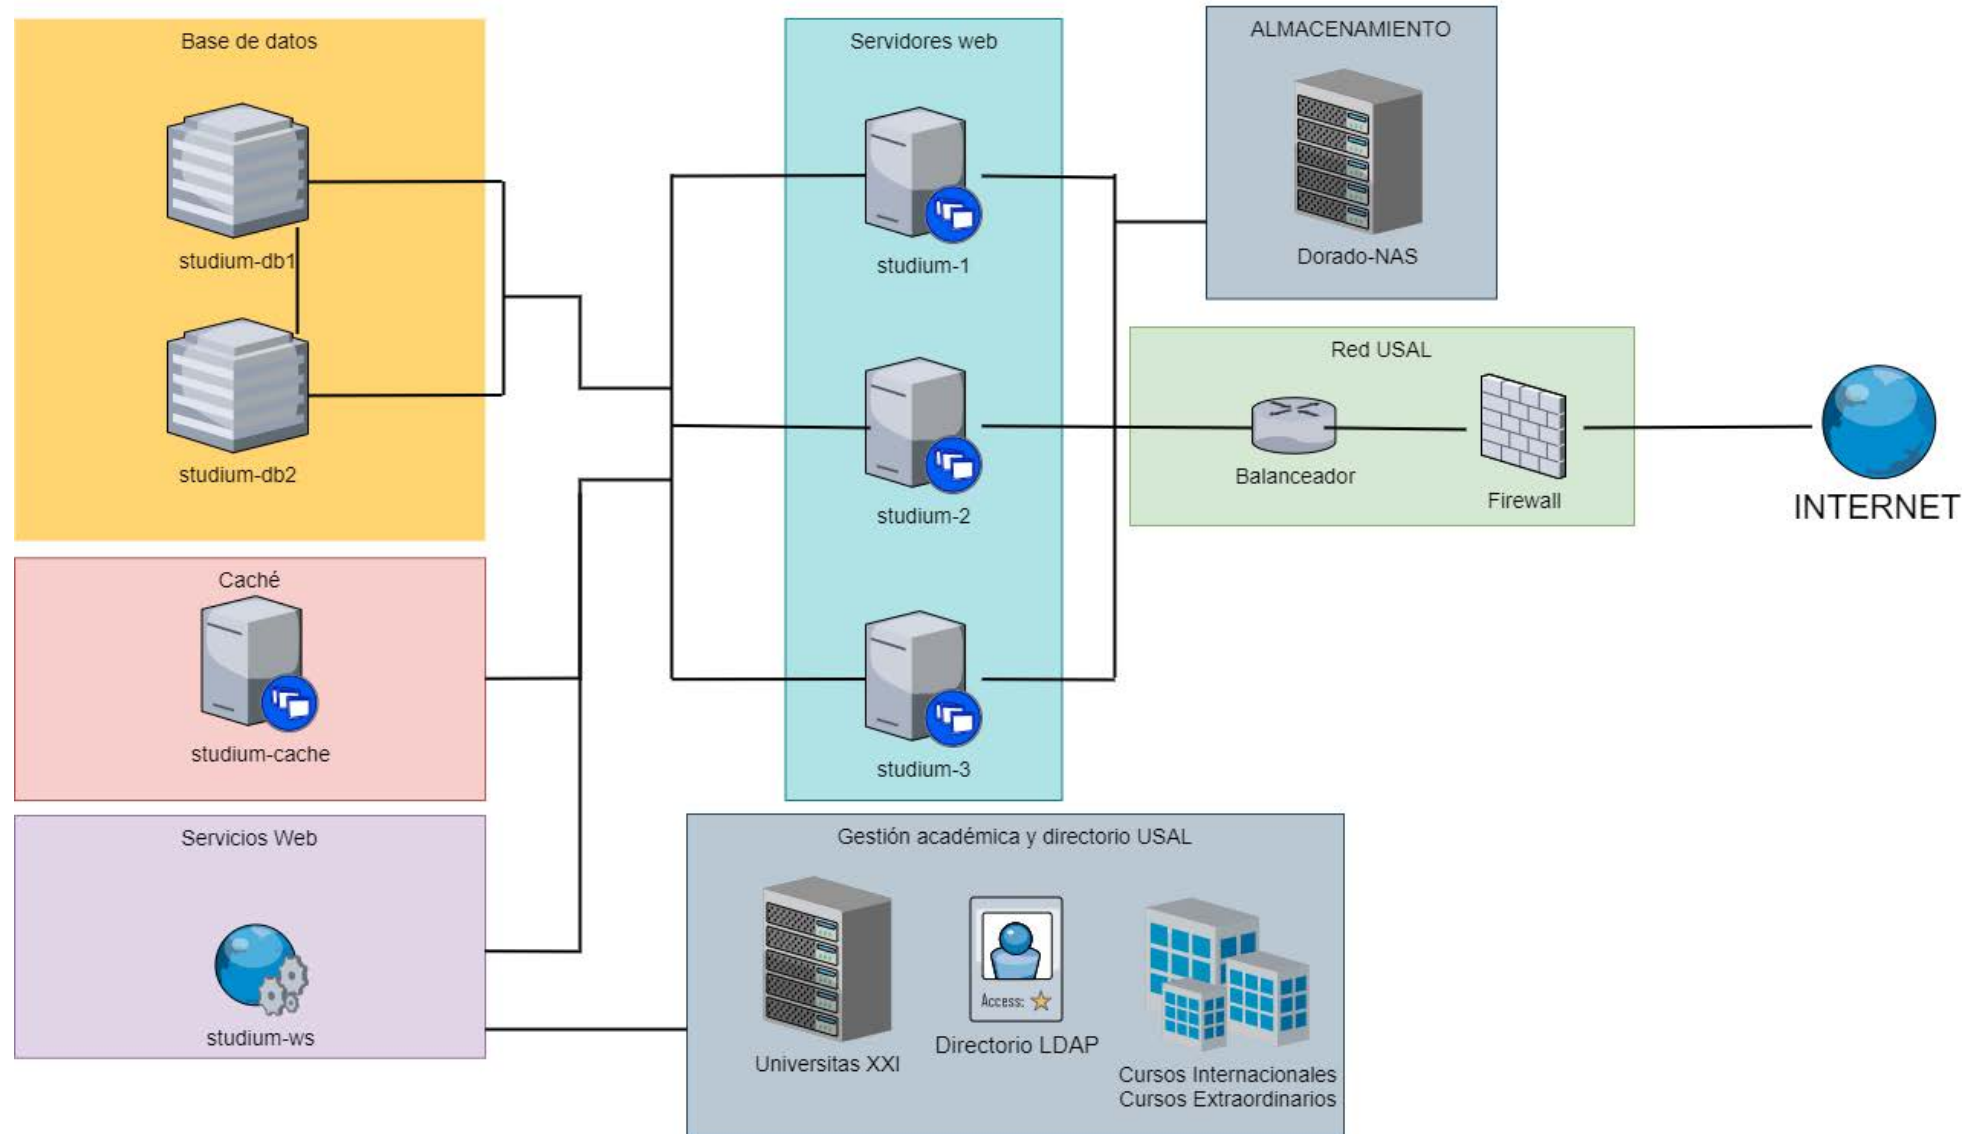 Base de datos
studium-db1
studium-db2
Caché
studium-cache
Servicios Web
studium-ws
Servidores web
studium-1
studium-2
studium-3
ALMACENAMIENTO
Dorado-NAS
Red USAL
Balanceador
Firewall
INTERNET
Gestión académica y directorio USAL
Universitas XXI
Access:
Directorio LDAP
Cursos Internacionales
Cursos Extraordinarios